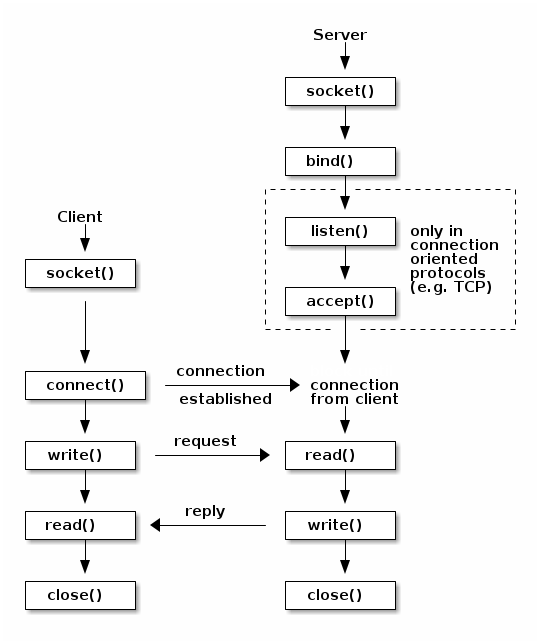 Server
socket()
bind()
listen()
only in
connection
oriented
protocols
(e.g. TCP)
accept()
Client
socket()
connect()
connection
established
connection
from client
write()
request
read()
read()
reply
write()
close()
close()